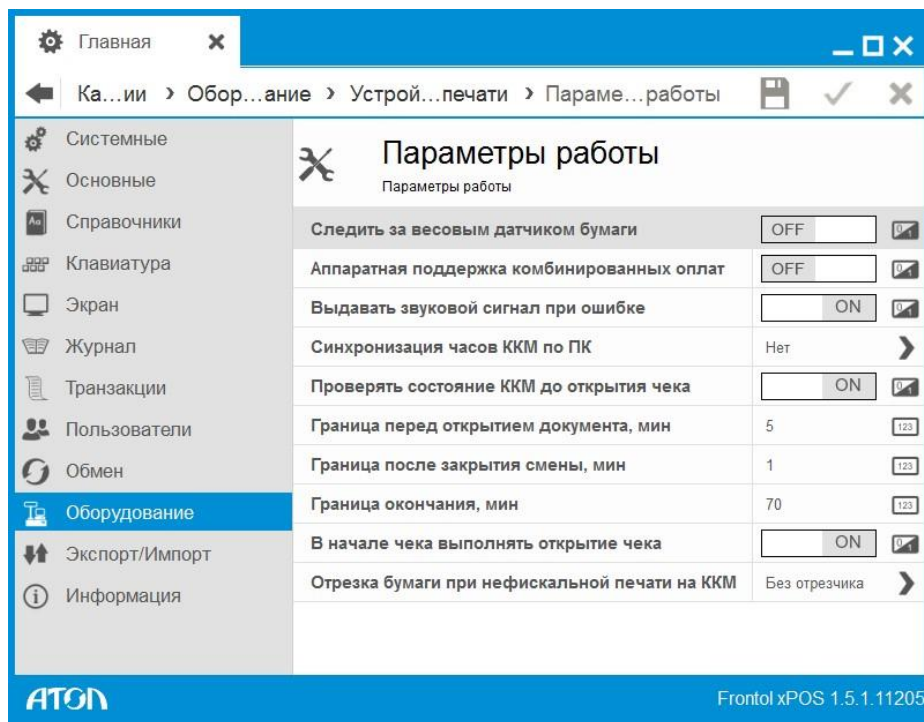 Главная
Ка...ии › Обор...ание › Устрой...печати › Параме...работы
Системные
Основные
Справочники
Клавиатура
Экран
Журнал
Транзакции
Пользователи
Обмен
Оборудование
Экспорт/Импорт
Информация
Параметры работы
Параметры работы
Следить за весовым датчиком бумаги OFF
Аппаратная поддержка комбинированных оплат OFF
Выдавать звуковой сигнал при ошибке ON
Синхронизация часов ККМ по ПК Нет
Проверять состояние ККМ до открытия чека ON
Граница перед открытием документа, мин 5 123
Граница после закрытия смены, мин 1 123
Граница окончания, мин 70 123
В начале чека выполнять открытие чека ON
Отрезка бумаги при нефискальной печати на ККМ Без отрезчика
АТОЛ Frontol xPOS 1.5.1.11205